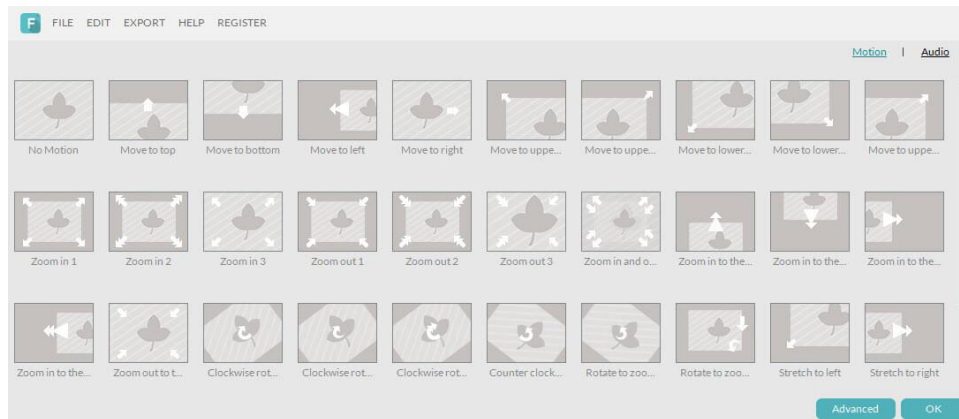 F FILE EDIT EXPORT HELP REGISTER
Motion | Audio
No Motion Move to top Move to bottom Move to left Move to right Move to uppe... Move to uppe... Move to lower... Move to lower... Move to uppe...
Zoom in 1 Zoom in 2 Zoom in 3 Zoom out 1 Zoom out 2 Zoom out 3 Zoom in and o... Zoom in to the... Zoom in to the... Zoom in to the...
Zoom in to the... Zoom out to t... Clockwise rot... Clockwise rot... Clockwise rot... Counter clock... Rotate to zoo... Rotate to zoo... Stretch to left Stretch to right
Advanced OK